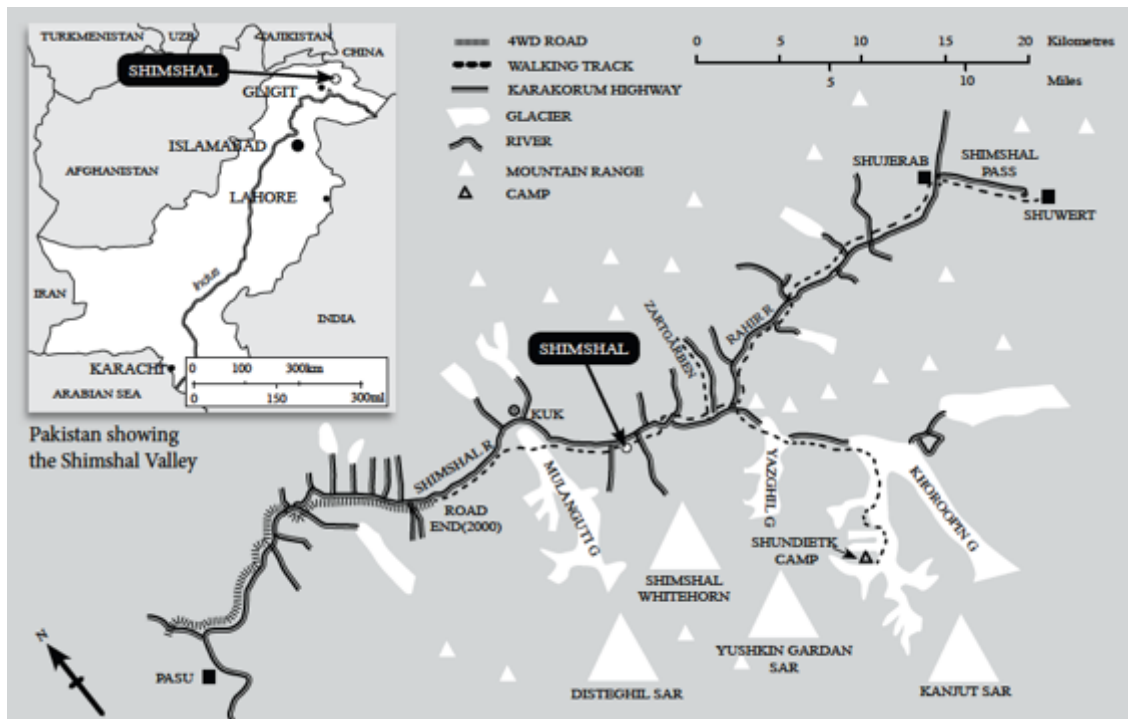 TURKMENISTAN
UZB
TAJIKISTAN
CHINA
SHIMSHAL
GLIGIT
ISLAMABAD
AFGHANISTAN
LAHORE
Indus
IRAN
INDIA
KARACHI
ARABIAN SEA
0 100 300km
0 150 300ml
Pakistan showing
the Shimshal Valley
4WD ROAD
WALKING TRACK
KARAKORUM HIGHWAY
GLACIER
RIVER
MOUNTAIN RANGE
CAMP
0 5 10 15 20 Kilometres
5 10 Miles
SHUJERAB
SHIMSHAL
PASS
SHUWERT
ZARTGARBEN
RAHIR R
SHIMSHAL
KUK
SHIMSHAL R
MULANGUTI G
YAZGHIL G
KHOROOPIN G
ROAD
END(2000)
SHUNDIETK
CAMP
SHIMSHAL
WHITEHORN
YUSHKIN GARDAN
SAR
DISTEGHIL SAR
KANJUT SAR
PASU
N